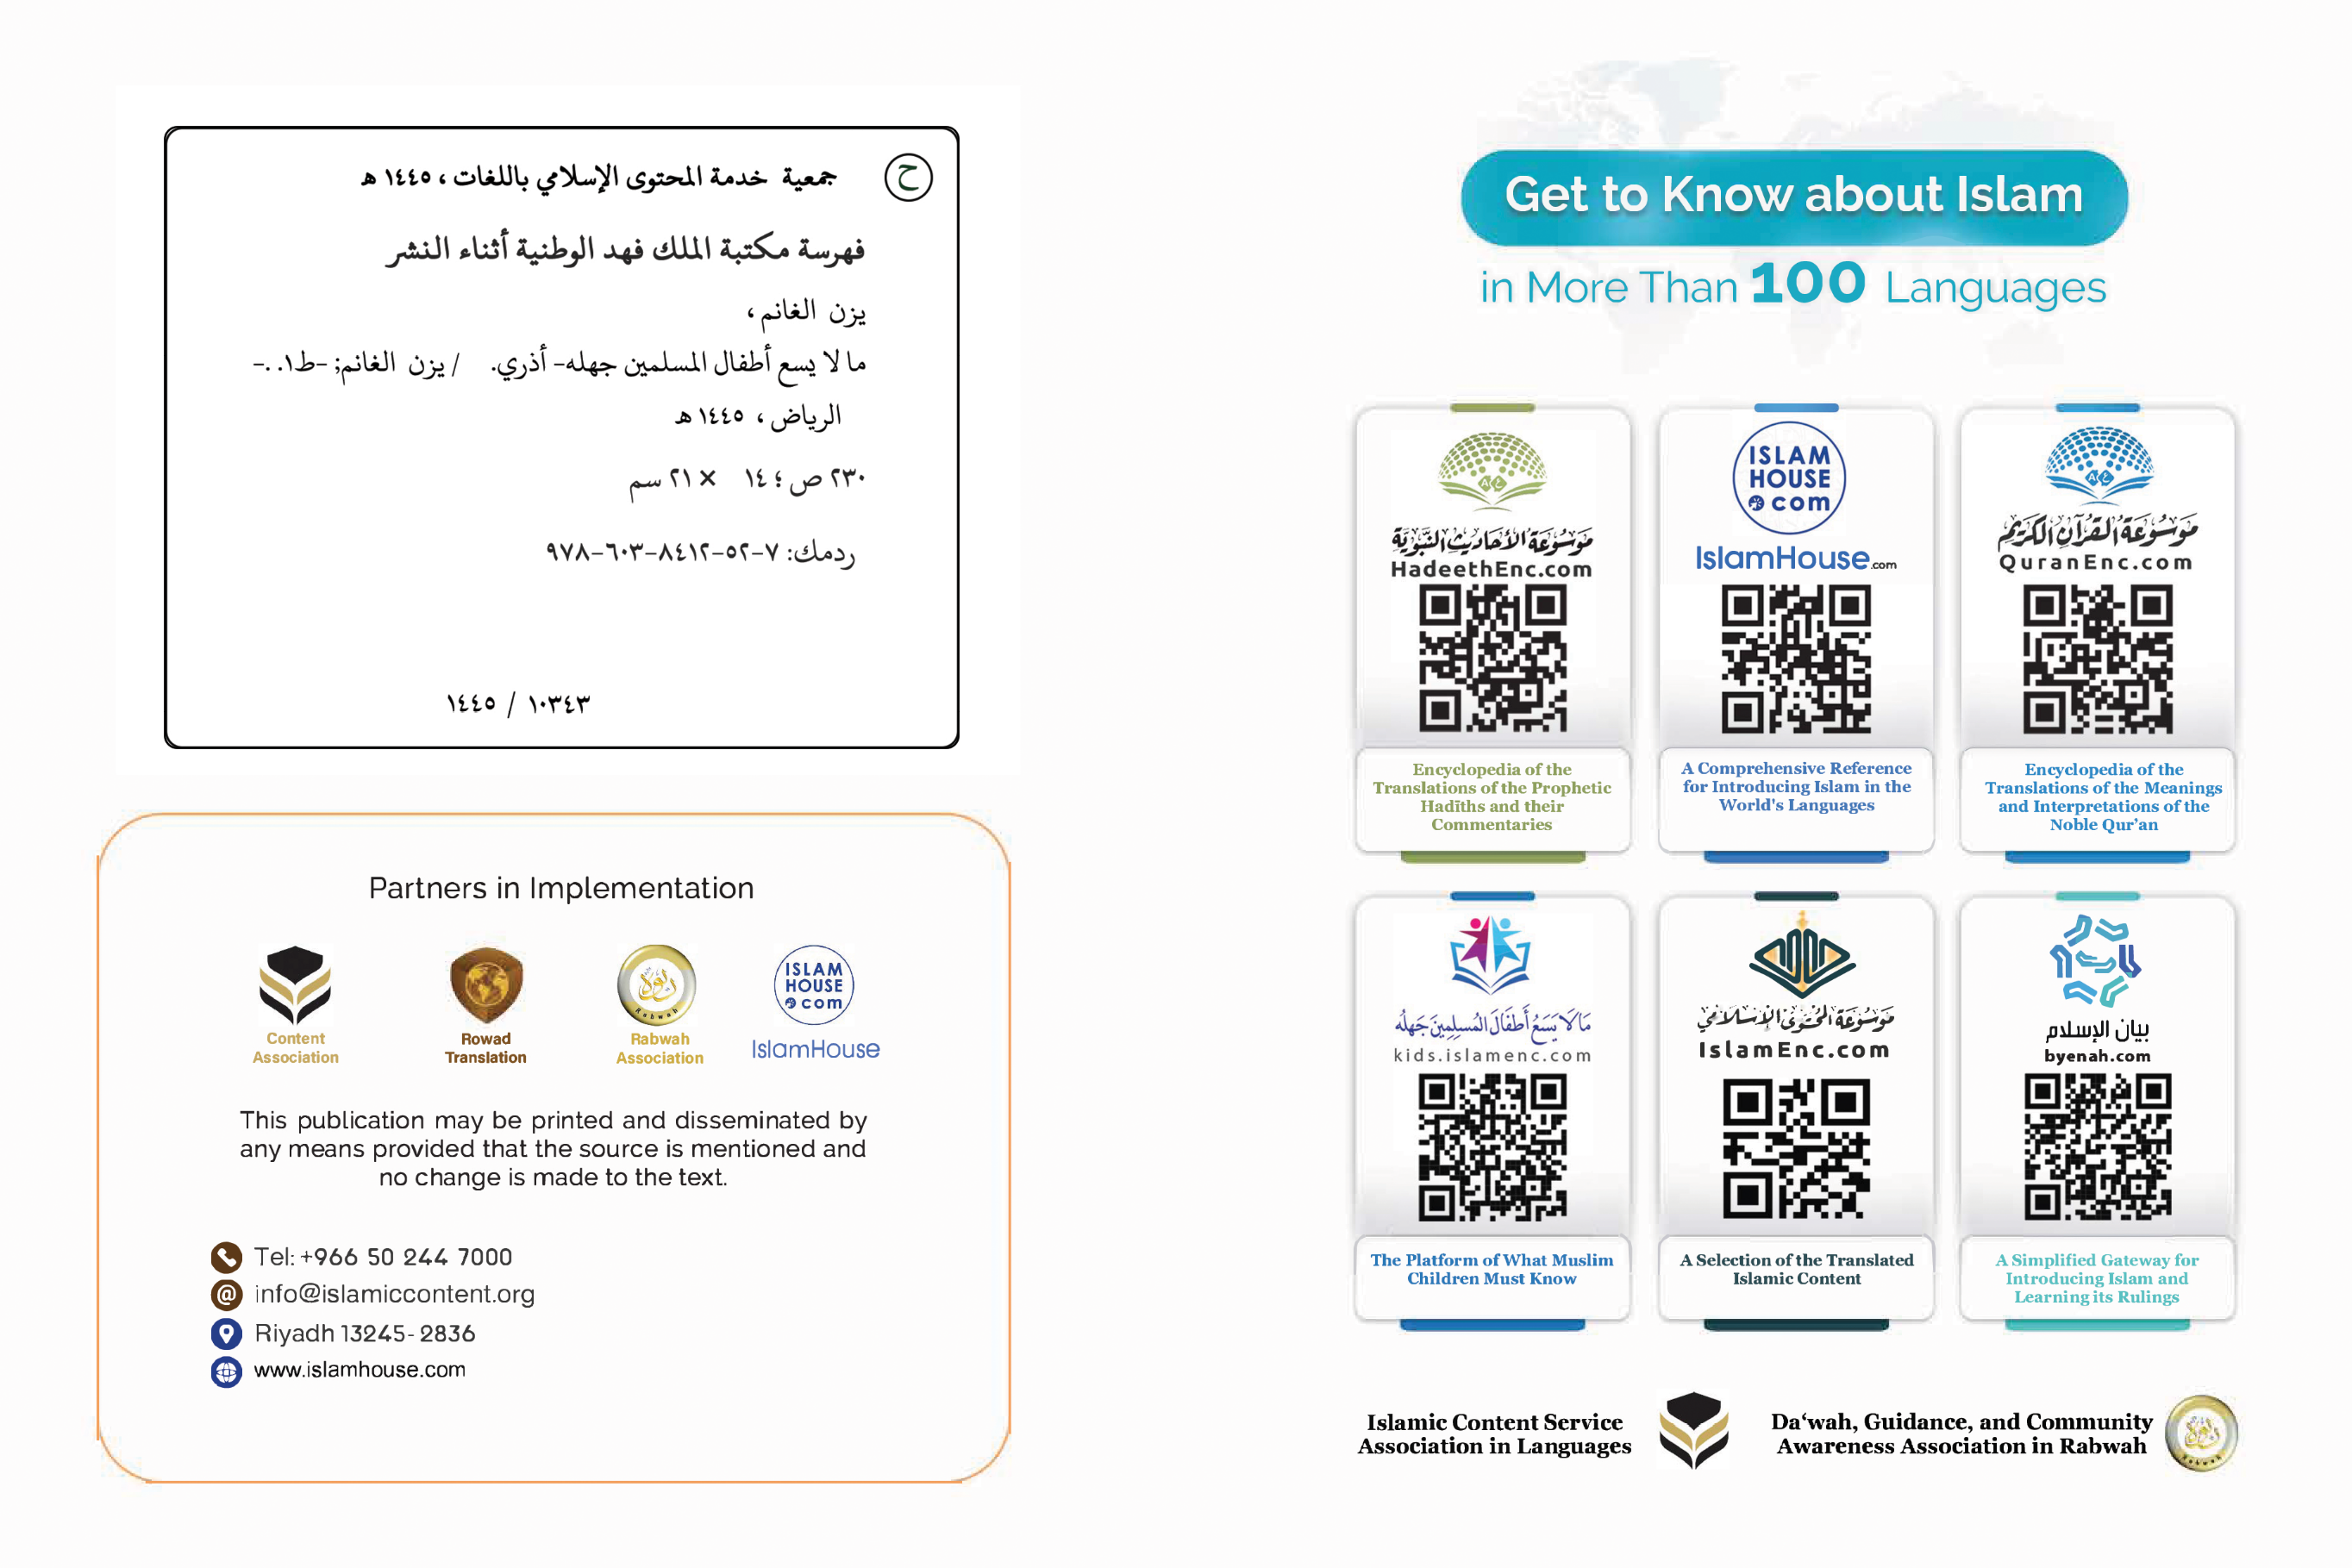 ح
جمعية خدمة المحتوى الإسلامي باللغات ، ١٤٤٥ هـ
فهرسة مكتبة الملك فهد الوطنية أثناء النشر
يزن الغانم ،
ما لا يسع أطفال المسلمين جهله- أذري. / يزن الغانم; -ط١. .-
الرياض ، ١٤٤٥ هـ
٢٣٠ ص ؛ ١٤ × ٢١ سم
ردمك: ٧-٥٢-٨٤١٢-٦٠٣-٩٧٨
١٠٣٤٣ / ١٤٤٥
Partners in Implementation
Content
Association
Rowad
Translation
Rabwah
Rabwah
Association
ISLAM
HOUSE
com
IslamHouse
This publication may be printed and disseminated by
any means provided that the source is mentioned and
no change is made to the text.
Tel: +966 50 244 7000
info@islamiccontent.org
Riyadh 13245- 2836
www.islamhouse.com
Get to Know about Islam
in More Than 100 Languages
موسوعة الأحاديث النبوية
HadeethEnc.com
Encyclopedia of the
Translations of the Prophetic
Hadīths and their
Commentaries
ISLAM
HOUSE
com
IslamHouse.com
A Comprehensive Reference
for Introducing Islam in the
World's Languages
موسوعة القرآن الكريم
QuranEnc.com
Encyclopedia of the
Translations of the Meanings
and Interpretations of the
Noble Qur’an
مَا لَا يَسَعُ أَطْفَالَ المُسلِمِينَ جَهلُه
kids.islamenc.com
The Platform of What Muslim
Children Must Know
موسوعة المحتوى الإسلامي
IslamEnc.com
A Selection of the Translated
Islamic Content
بيان الإسلام
byenah.com
A Simplified Gateway for
Introducing Islam and
Learning its Rulings
Islamic Content Service
Association in Languages
Da‘wah, Guidance, and Community
Awareness Association in Rabwah
Rabwah